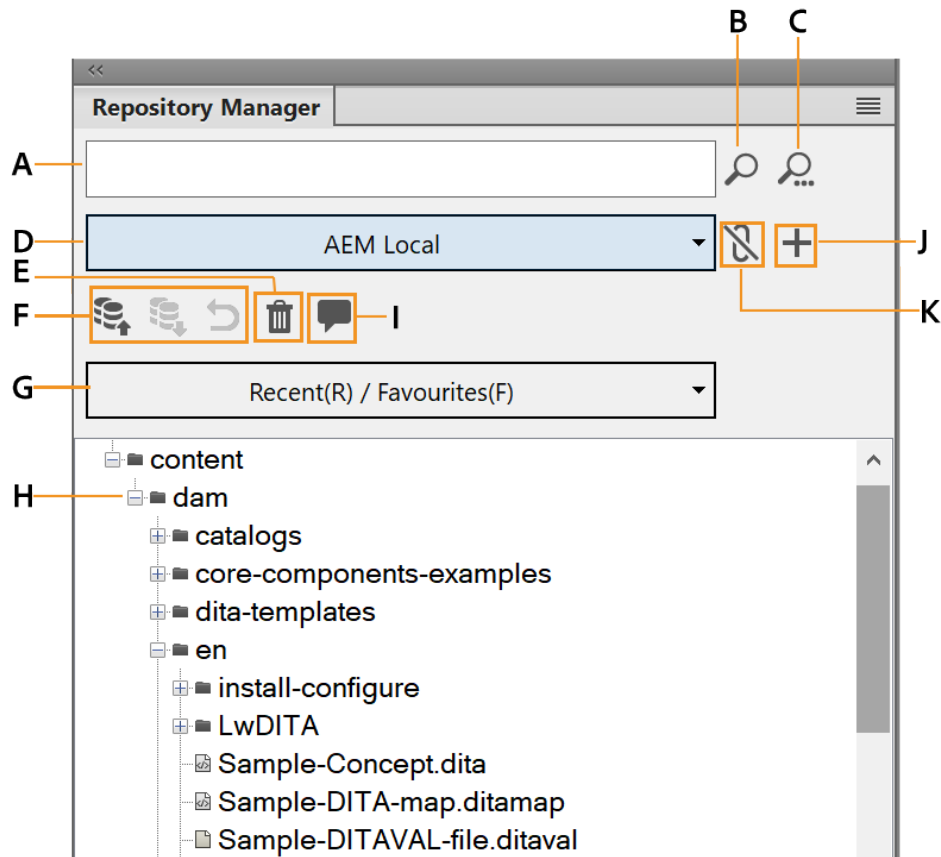 B C
<<
Repository Manager
A
D AEM Local J
E
F I K
G Recent(R) / Favourites(F)
content
H dam
catalogs
core-components-examples
dita-templates
en
install-configure
LwDITA
Sample-Concept.dita
Sample-DITA-map.ditamap
Sample-DITAVAL-file.ditaval